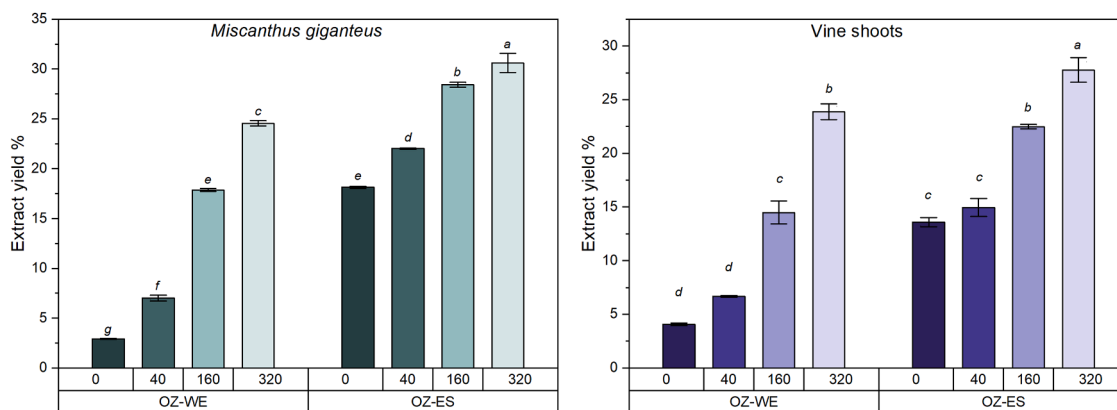 Miscanthus giganteus
Extract yield %
35
30
25
20
15
10
5
0
g
f
e
c
e
d
b
a
0 40 160 320 0 40 160 320
OZ-WE OZ-ES
Vine shoots
Extract yield %
30
25
20
15
10
5
0
d
d
c
b
c
c
b
a
0 40 160 320 0 40 160 320
OZ-WE OZ-ES